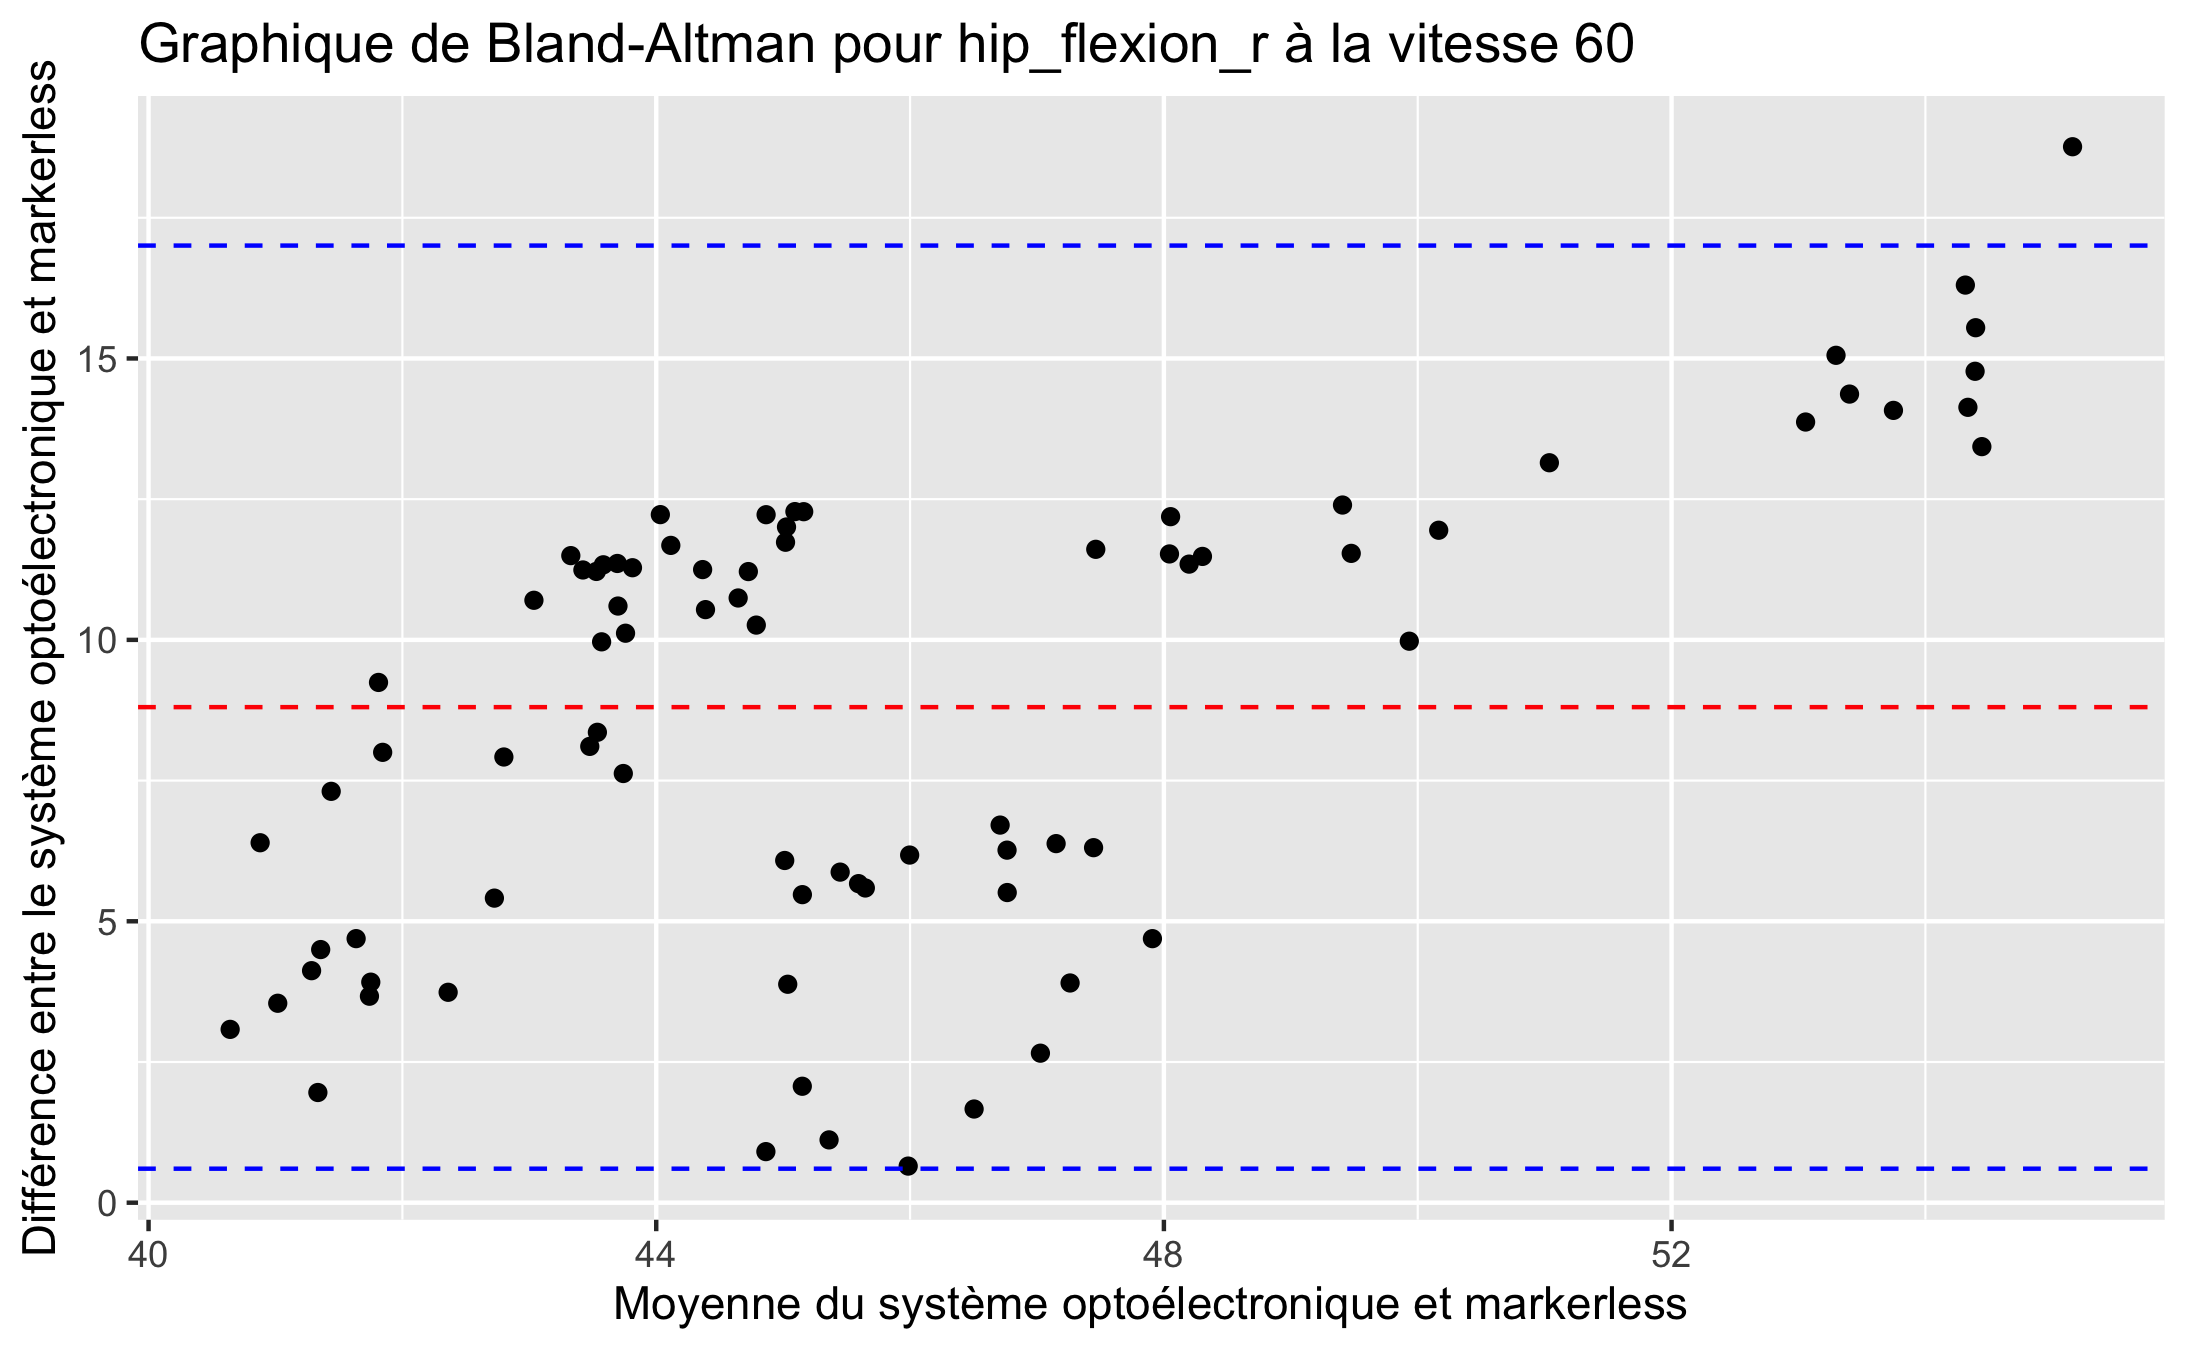 Graphique de Bland-Altman pour hip_flexion_r à la vitesse 60
Différence entre le système optoélectronique et markerless
15
10
5
0
40 44 48 52
Moyenne du système optoélectronique et markerless